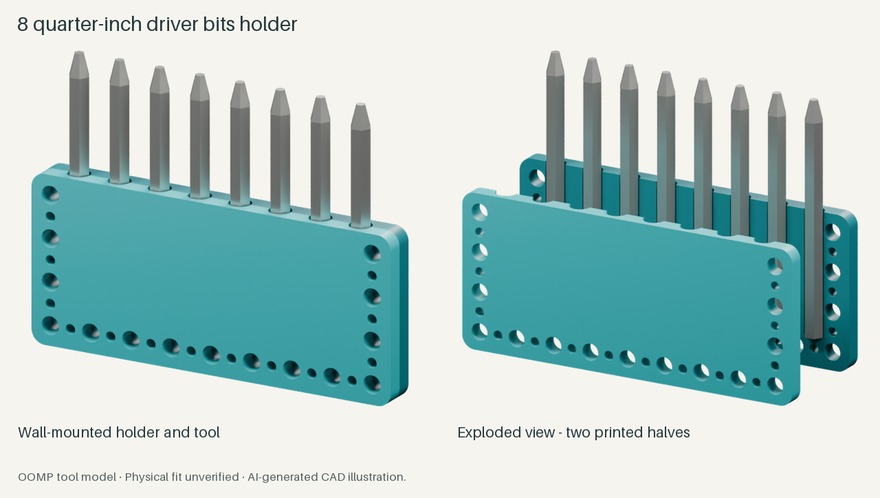 8 quarter-inch driver bits holder
Wall-mounted holder and tool
Exploded view - two printed halves
OOMP tool model · Physical fit unverified · AI-generated CAD illustration.